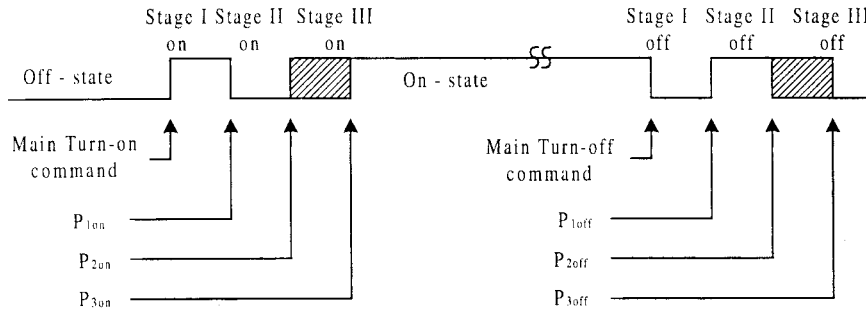 Stage I Stage II Stage III
on on on
Stage I Stage II Stage III
off off off
Off - state
On - state
Main Turn-on
command
Main Turn-off
command
P1on
P2on
P3on
P1off
P2off
P3off